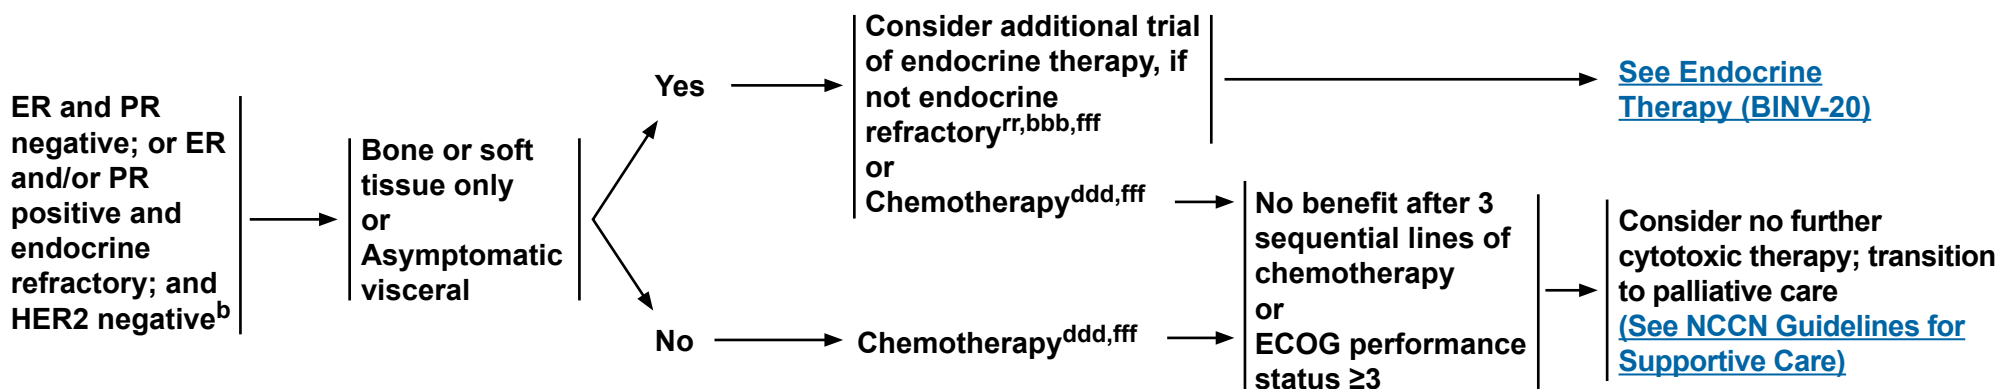 ER and PR
negative; or ER
and/or PR
positive and
endocrine
refractory; and
HER2 negativeb
Bone or soft
tissue only
or
Asymptomatic
visceral
Yes
No
Consider additional trial
of endocrine therapy, if
not endocrine
refractoryrr,bbb,fff
or
Chemotherapyddd,fff
Chemotherapyddd,fff
See Endocrine
Therapy (BINV-20)
No benefit after 3
sequential lines of
chemotherapy
or
ECOG performance
status ≥3
Consider no further
cytotoxic therapy; transition
to palliative care
(See NCCN Guidelines for
Supportive Care)